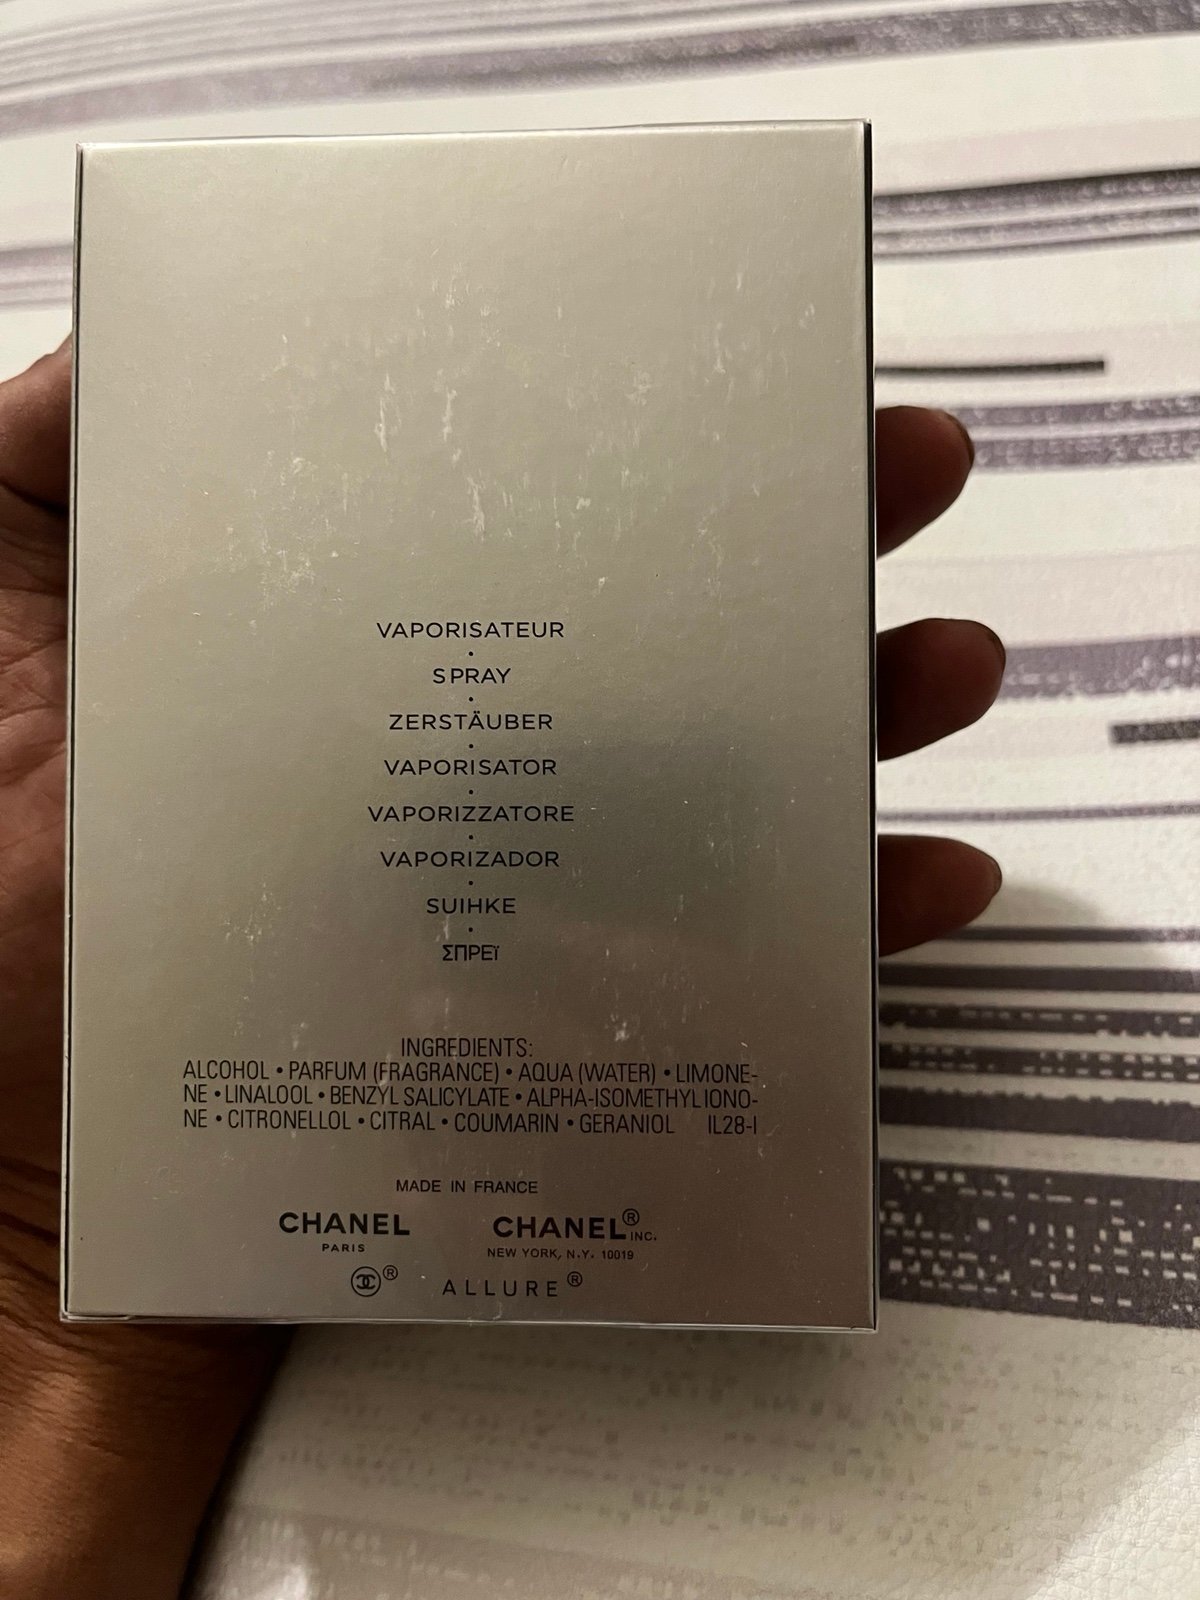 VAPORISATEUR
•
SPRAY
•
ZERSTÄUBER
•
VAPORISATOR
•
VAPORIZZATORE
•
VAPORIZADOR
•
SUIHKE
•
ΣΠΡΕϊ
INGREDIENTS:
ALCOHOL • PARFUM (FRAGRANCE) • AQUA (WATER) • LIMONE-
NE • LINALOOL • BENZYL SALICYLATE • ALPHA-ISOMETHYL IONO-
NE • CITRONELLOL • CITRAL • COUMARIN • GERANIOL IL28-I
MADE IN FRANCE
CHANEL CHANEL® INC.
PARIS NEW YORK, N.Y. 10019
® ALLURE®